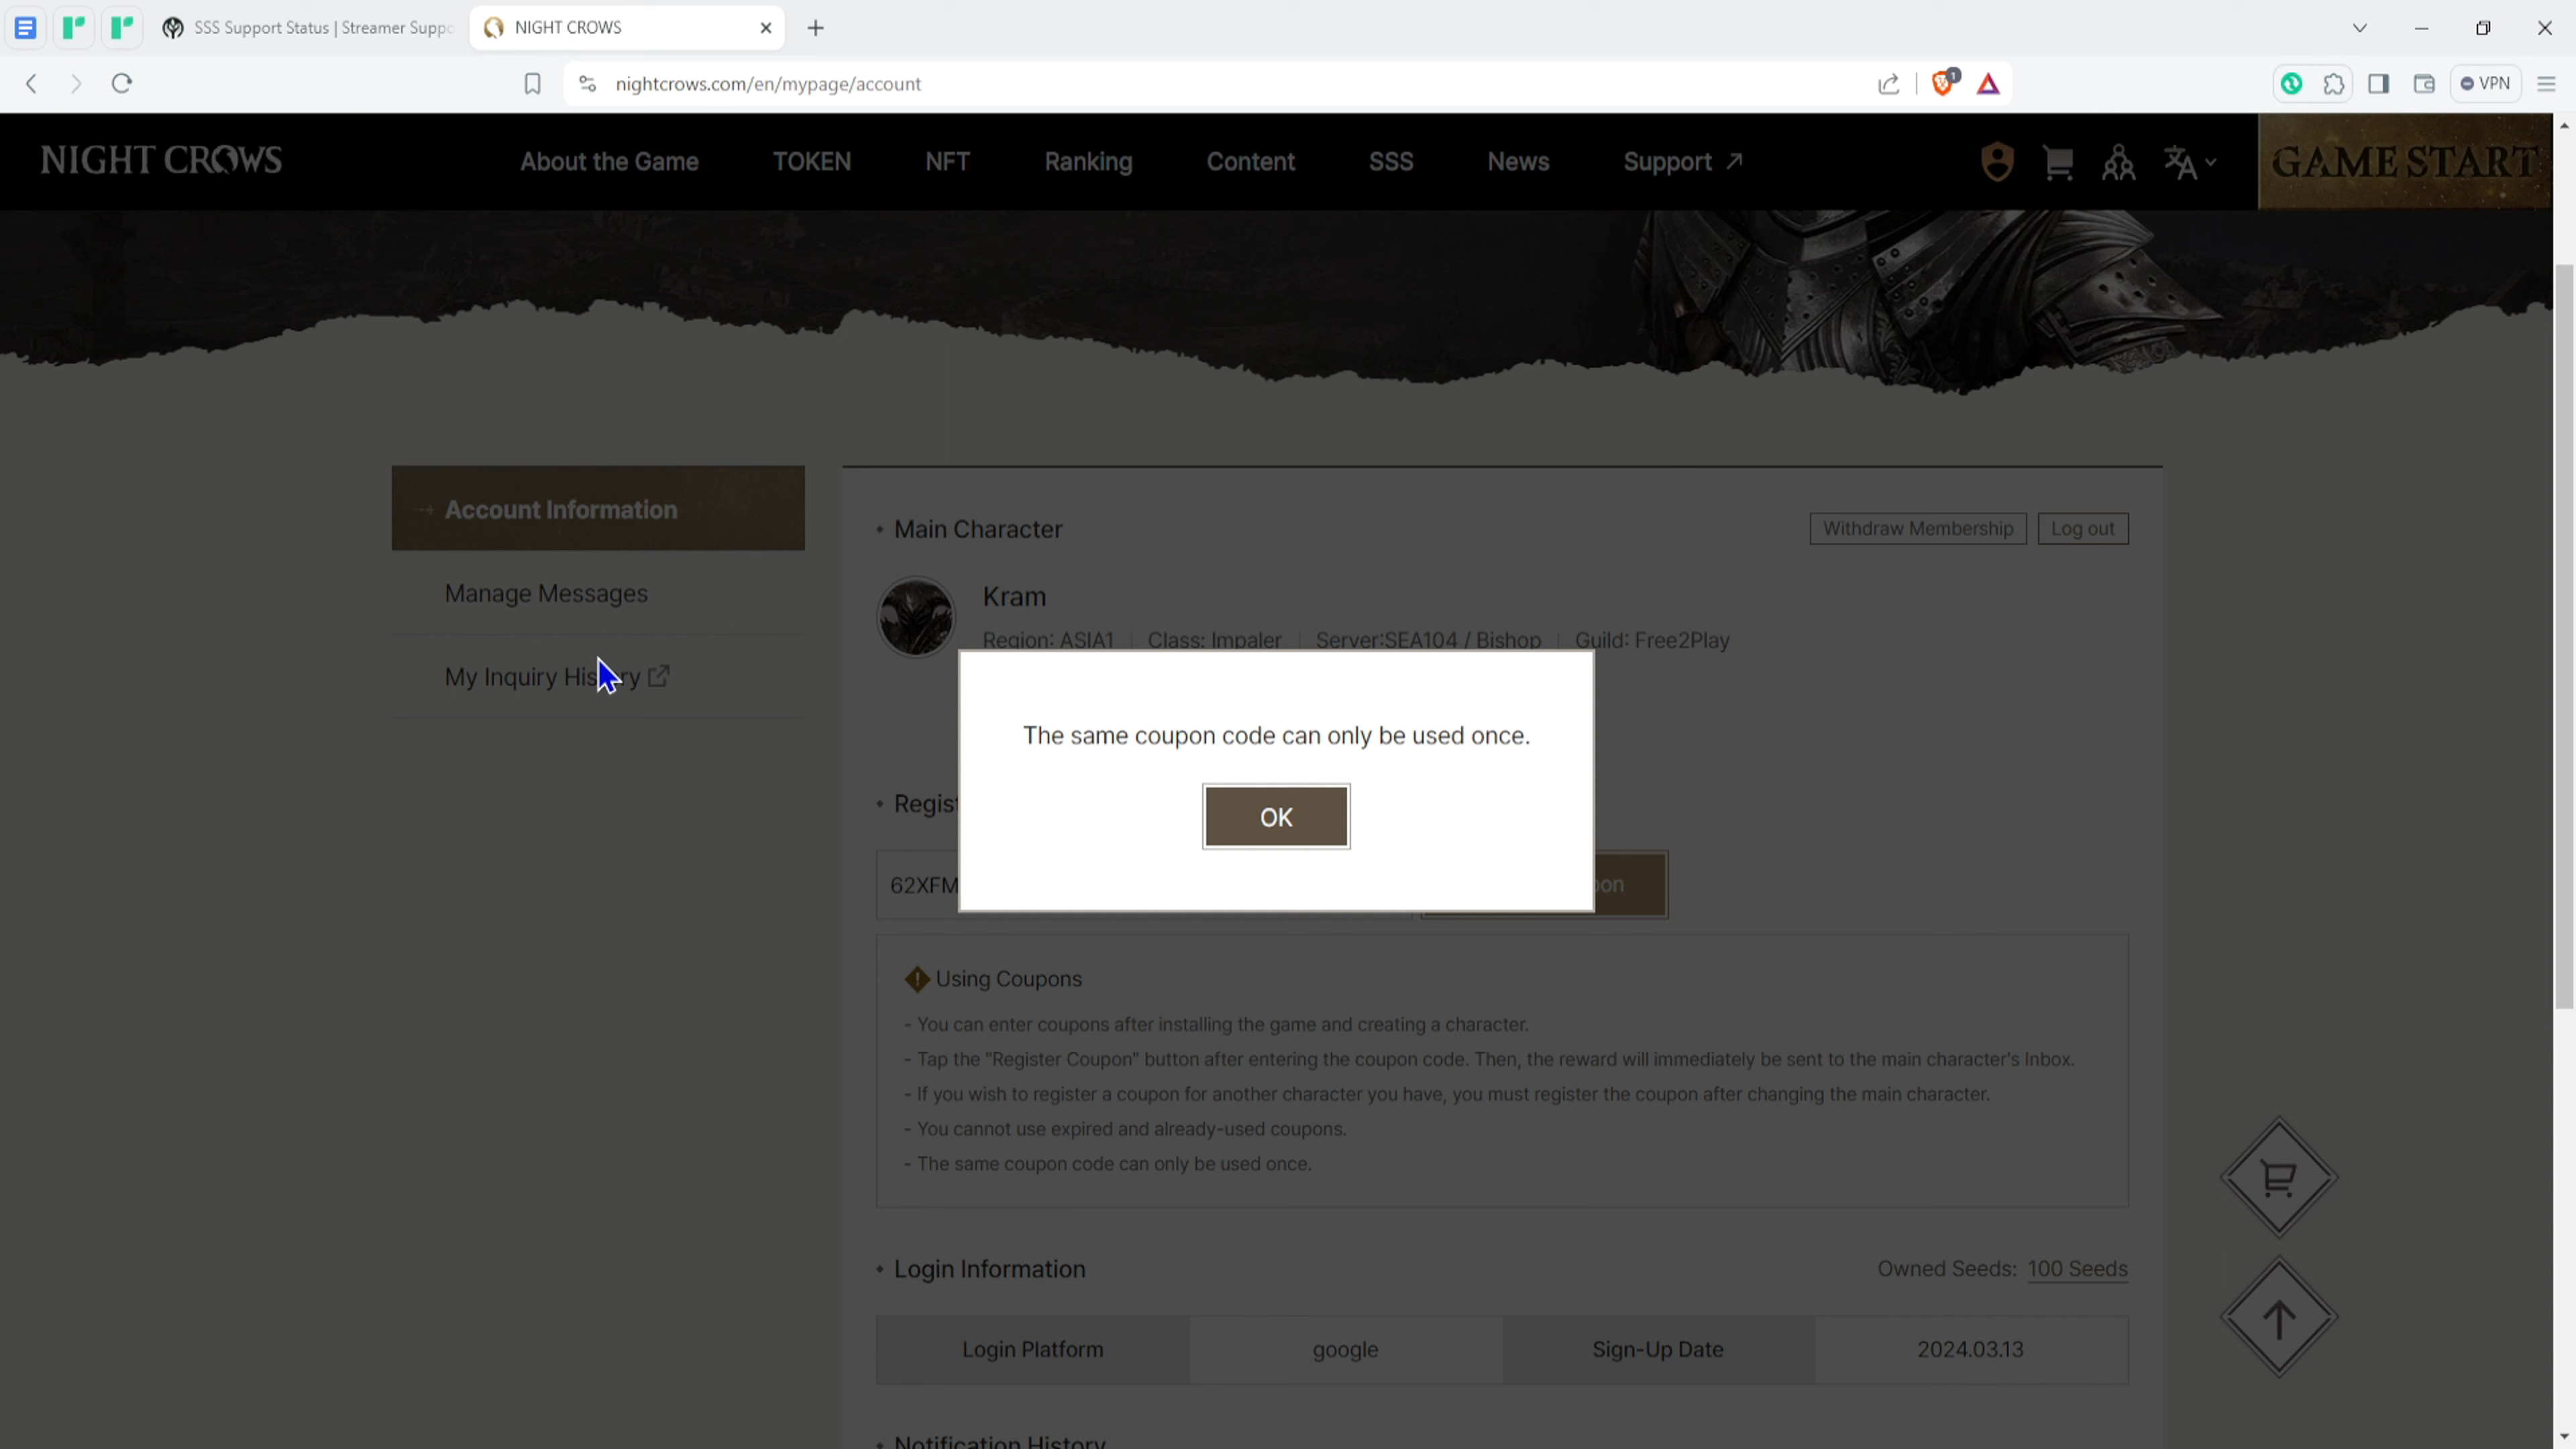 SSS Support Status | Streamer Suppo
NIGHT CROWS
nightcrows.com/en/mypage/account
1
VPN
NIGHT CROWS
About the Game
TOKEN
NFT
Ranking
Content
SSS
News
Support
GAME START
Account Information
Manage Messages
My Inquiry History
Main Character
Withdraw Membership
Log out
Kram
Region: ASIA1 | Class: Impaler | Server:SEA104 / Bishop | Guild: Free2Play
The same coupon code can only be used once.
OK
Regist
62XFM
pon
Using Coupons
- You can enter coupons after installing the game and creating a character.
- Tap the "Register Coupon" button after entering the coupon code. Then, the reward will immediately be sent to the main character's Inbox.
- If you wish to register a coupon for another character you have, you must register the coupon after changing the main character.
- You cannot use expired and already-used coupons.
- The same coupon code can only be used once.
Login Information
Owned Seeds: 100 Seeds
Login Platform
google
Sign-Up Date
2024.03.13
Notification History